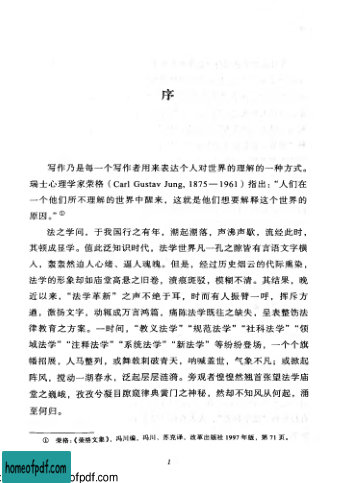 序
写作乃是每一个写作者用来表达个人对世界的理解的一种方式。
瑞士心理学家荣格（Carl Gustav Jung, 1875—1961）指出：“人们在
一个他们所不理解的世界中醒来，这就是他们想要解释这个世界的
原因。”①
法之学问，于我国行之有年，潮起潮落，声沸声歇，流经此时，
其顿成显学。值此泛知识时代，法学世界凡一孔之隙皆有言语文字横
入，轰轰然迫人心绪、逼人魂魄。但是，经过历史烟云的代际熏染，
法学的形象却如庙堂高悬之旧卷，渍痕斑驳，模糊不清。其结果，晚
近以来，“法学革新”之声不绝于耳，时而有人振臂一呼，挥斥方
遒，激扬文字，动辄成万言鸿篇，痛陈法学既往之缺失，呈表整饬法
律教育之方案。一时间，“教义法学”“规范法学”“社科法学”“领
域法学”“注释法学”“系统法学”“新法学”等纷纷登场，一个个旗
幡招展，人马整列，或舞戟刺破青天，呐喊盖世，气象不凡；或掀起
阵风，搅动一潮春水，泛起层层涟漪。旁观者惶惶然翘首张望法学庙
堂之巍峨，孜孜兮凝目隙窥律典黄门之神秘，然却不知风从何起，涌
至何归。
① 荣格：《荣格文集》，冯川编，冯川、苏克译，改革出版社 1997 年版，第 71 页。
1
homeofpdf.com
homeofpdf.com